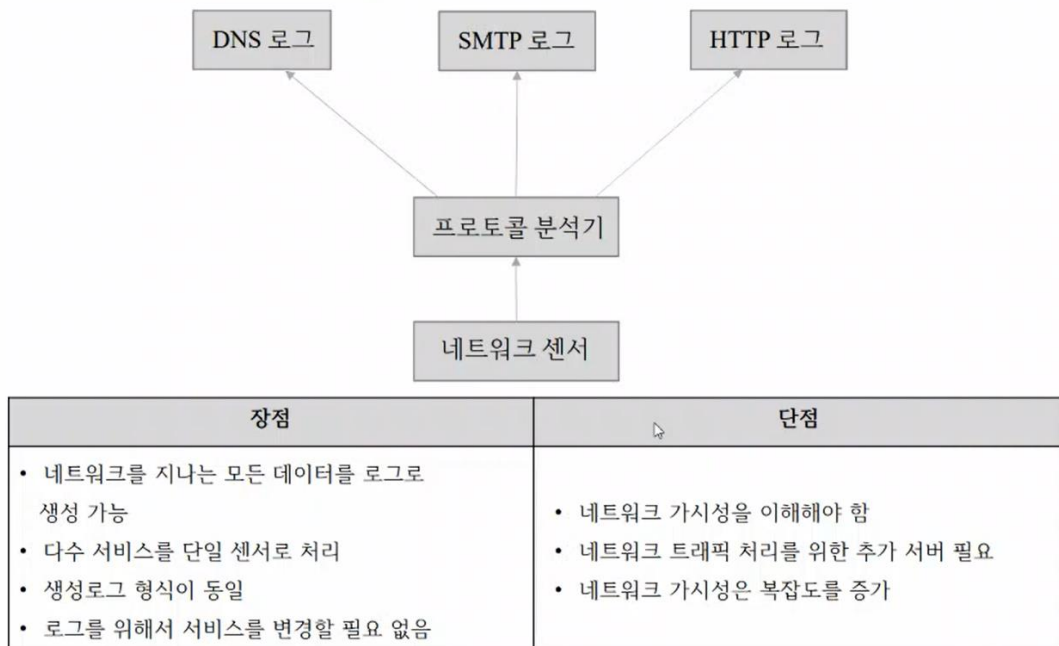 DNS 로그
SMTP 로그
HTTP 로그
프로토콜 분석기
네트워크 센서
장점
단점
• 네트워크를 지나는 모든 데이터를 로그로
생성 가능
• 다수 서비스를 단일 센서로 처리
• 생성로그 형식이 동일
• 로그를 위해서 서비스를 변경할 필요 없음
• 네트워크 가시성을 이해해야 함
• 네트워크 트래픽 처리를 위한 추가 서버 필요
• 네트워크 가시성은 복잡도를 증가